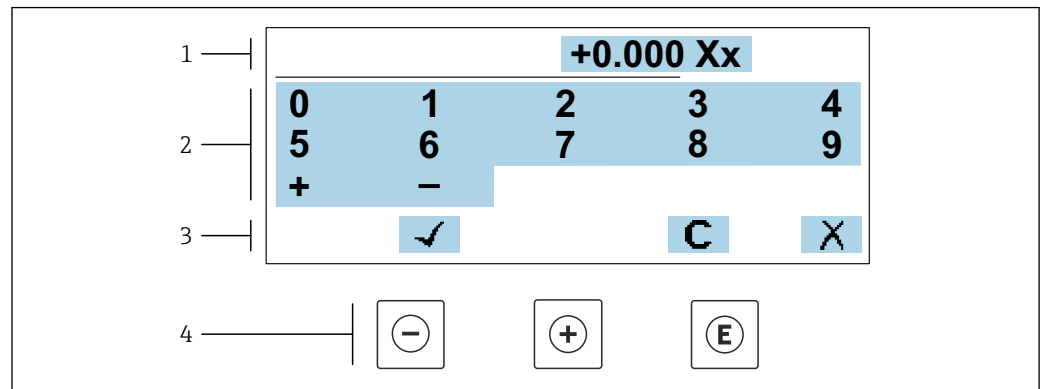 1 +0.000 Xx
0 1 2 3 4
2 5 6 7 8 9
+ −
3 ✓ C X
4 − + E